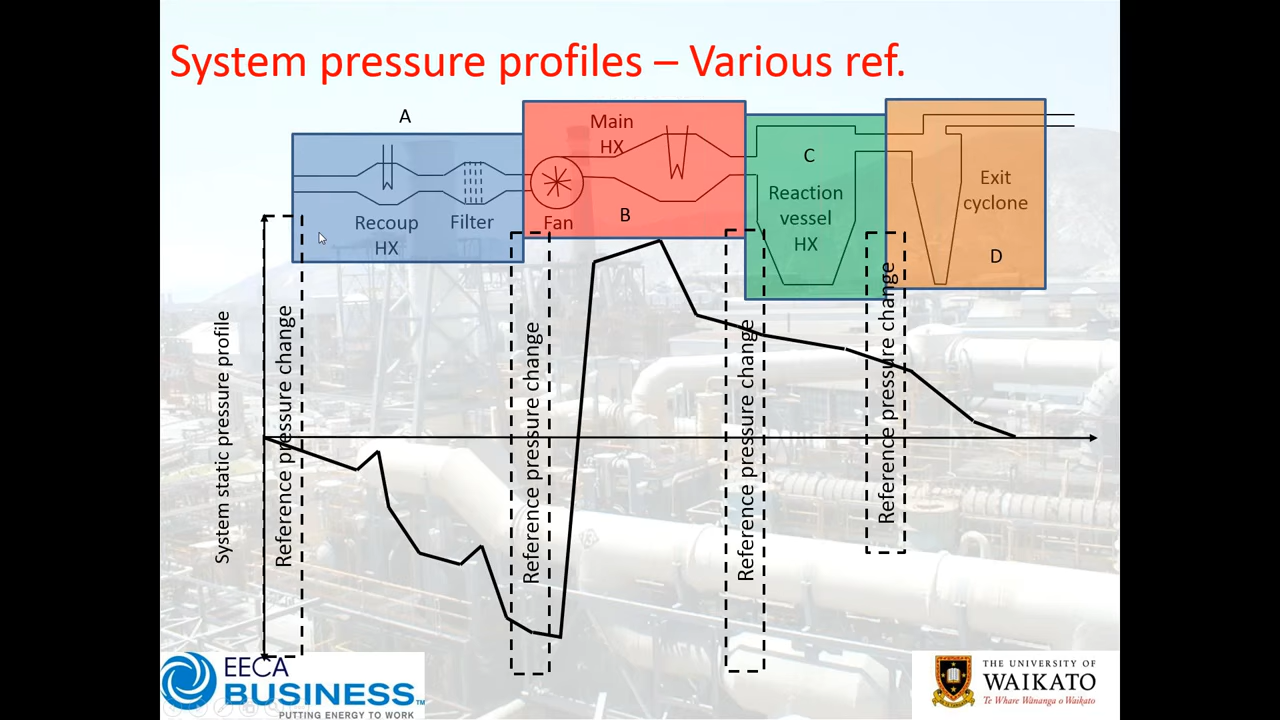 System pressure profiles – Various ref.
A
Main
HX
C
Reaction
vessel
HX
Exit
cyclone
Recoup
HX
Filter
Fan
B
D
System static pressure profile
Reference pressure change
Reference pressure change
Reference pressure change
Reference pressure change
EECA
BUSINESS™
PUTTING ENERGY TO WORK
THE UNIVERSITY OF
WAIKATO
Te Whare Wānanga o Waikato